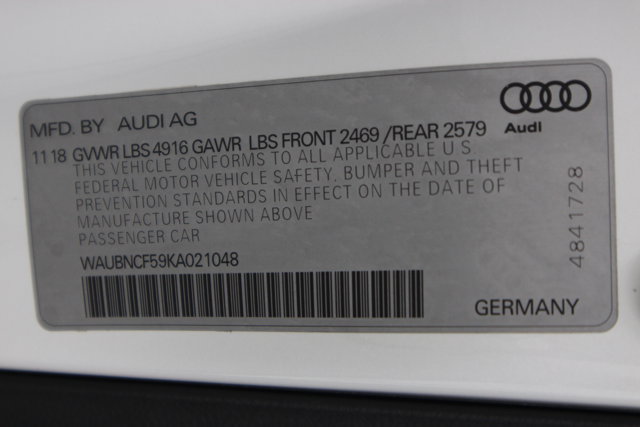 MFD. BY AUDI AG
Audi
11 18 GVWR LBS 4916 GAWR LBS FRONT 2469 /REAR 2579
THIS VEHICLE CONFORMS TO ALL APPLICABLE U S
FEDERAL MOTOR VEHICLE SAFETY, BUMPER AND THEFT
PREVENTION STANDARDS IN EFFECT ON THE DATE OF
MANUFACTURE SHOWN ABOVE
PASSENGER CAR
WAUBNCF59KA021048
4841728
GERMANY